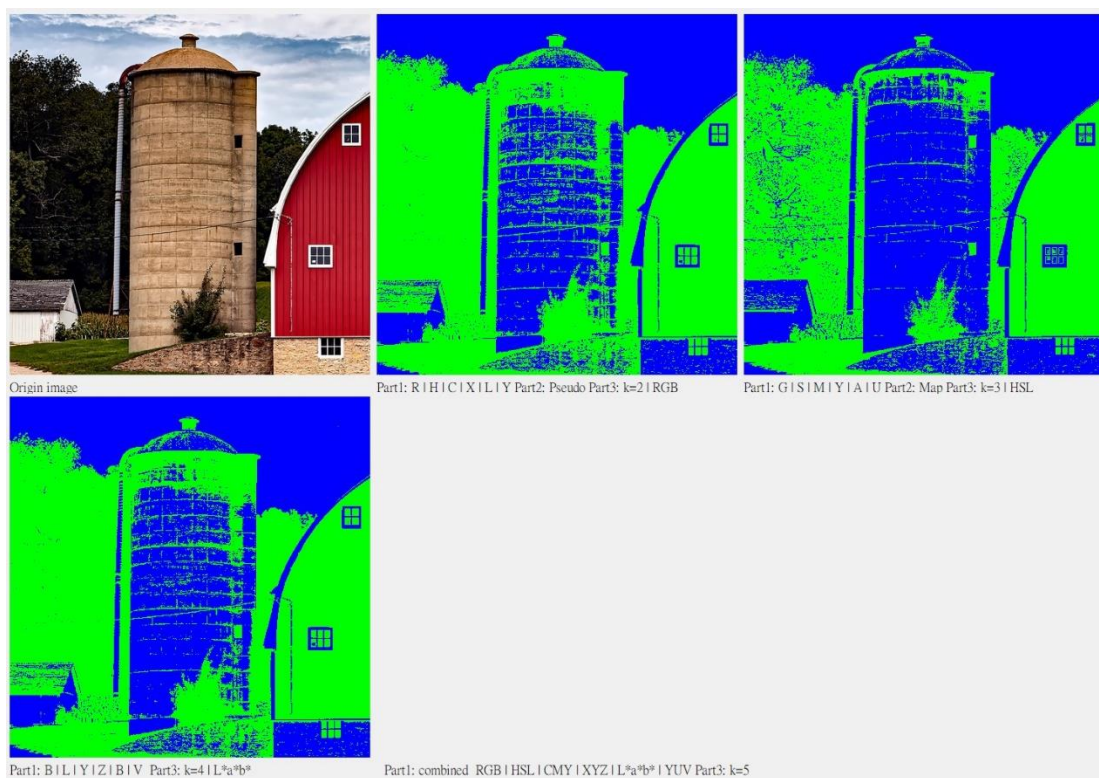 Origin image
Part1: R | H | C | X | L | Y Part2: Pseudo Part3: k=2 | RGB
Part1: G | S | M | Y | A | U Part2: Map Part3: k=3 | HSL
Part1: B | L | Y | Z | B | V  Part3: k=4 | L*a*b*
Part1: combined  RGB | HSL | CMY | XYZ | L*a*b* | YUV Part3: k=5